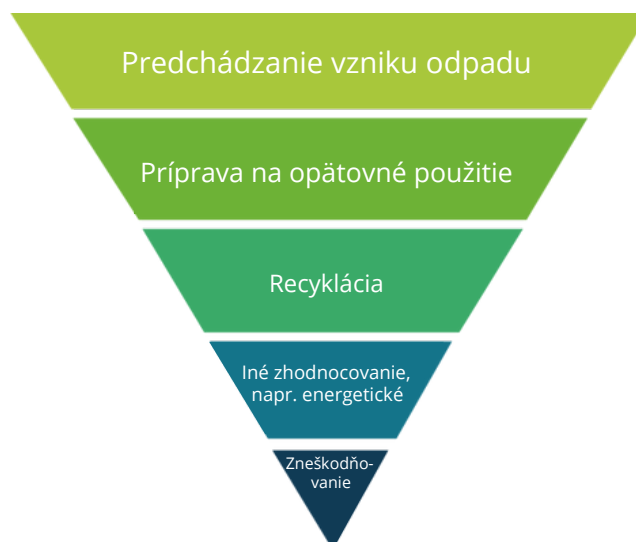 Predchádzanie vzniku odpadu
Príprava na opätovné použitie
Recyklácia
Iné zhodnocovanie,
napr. energetické
Zneškodňo-
vanie